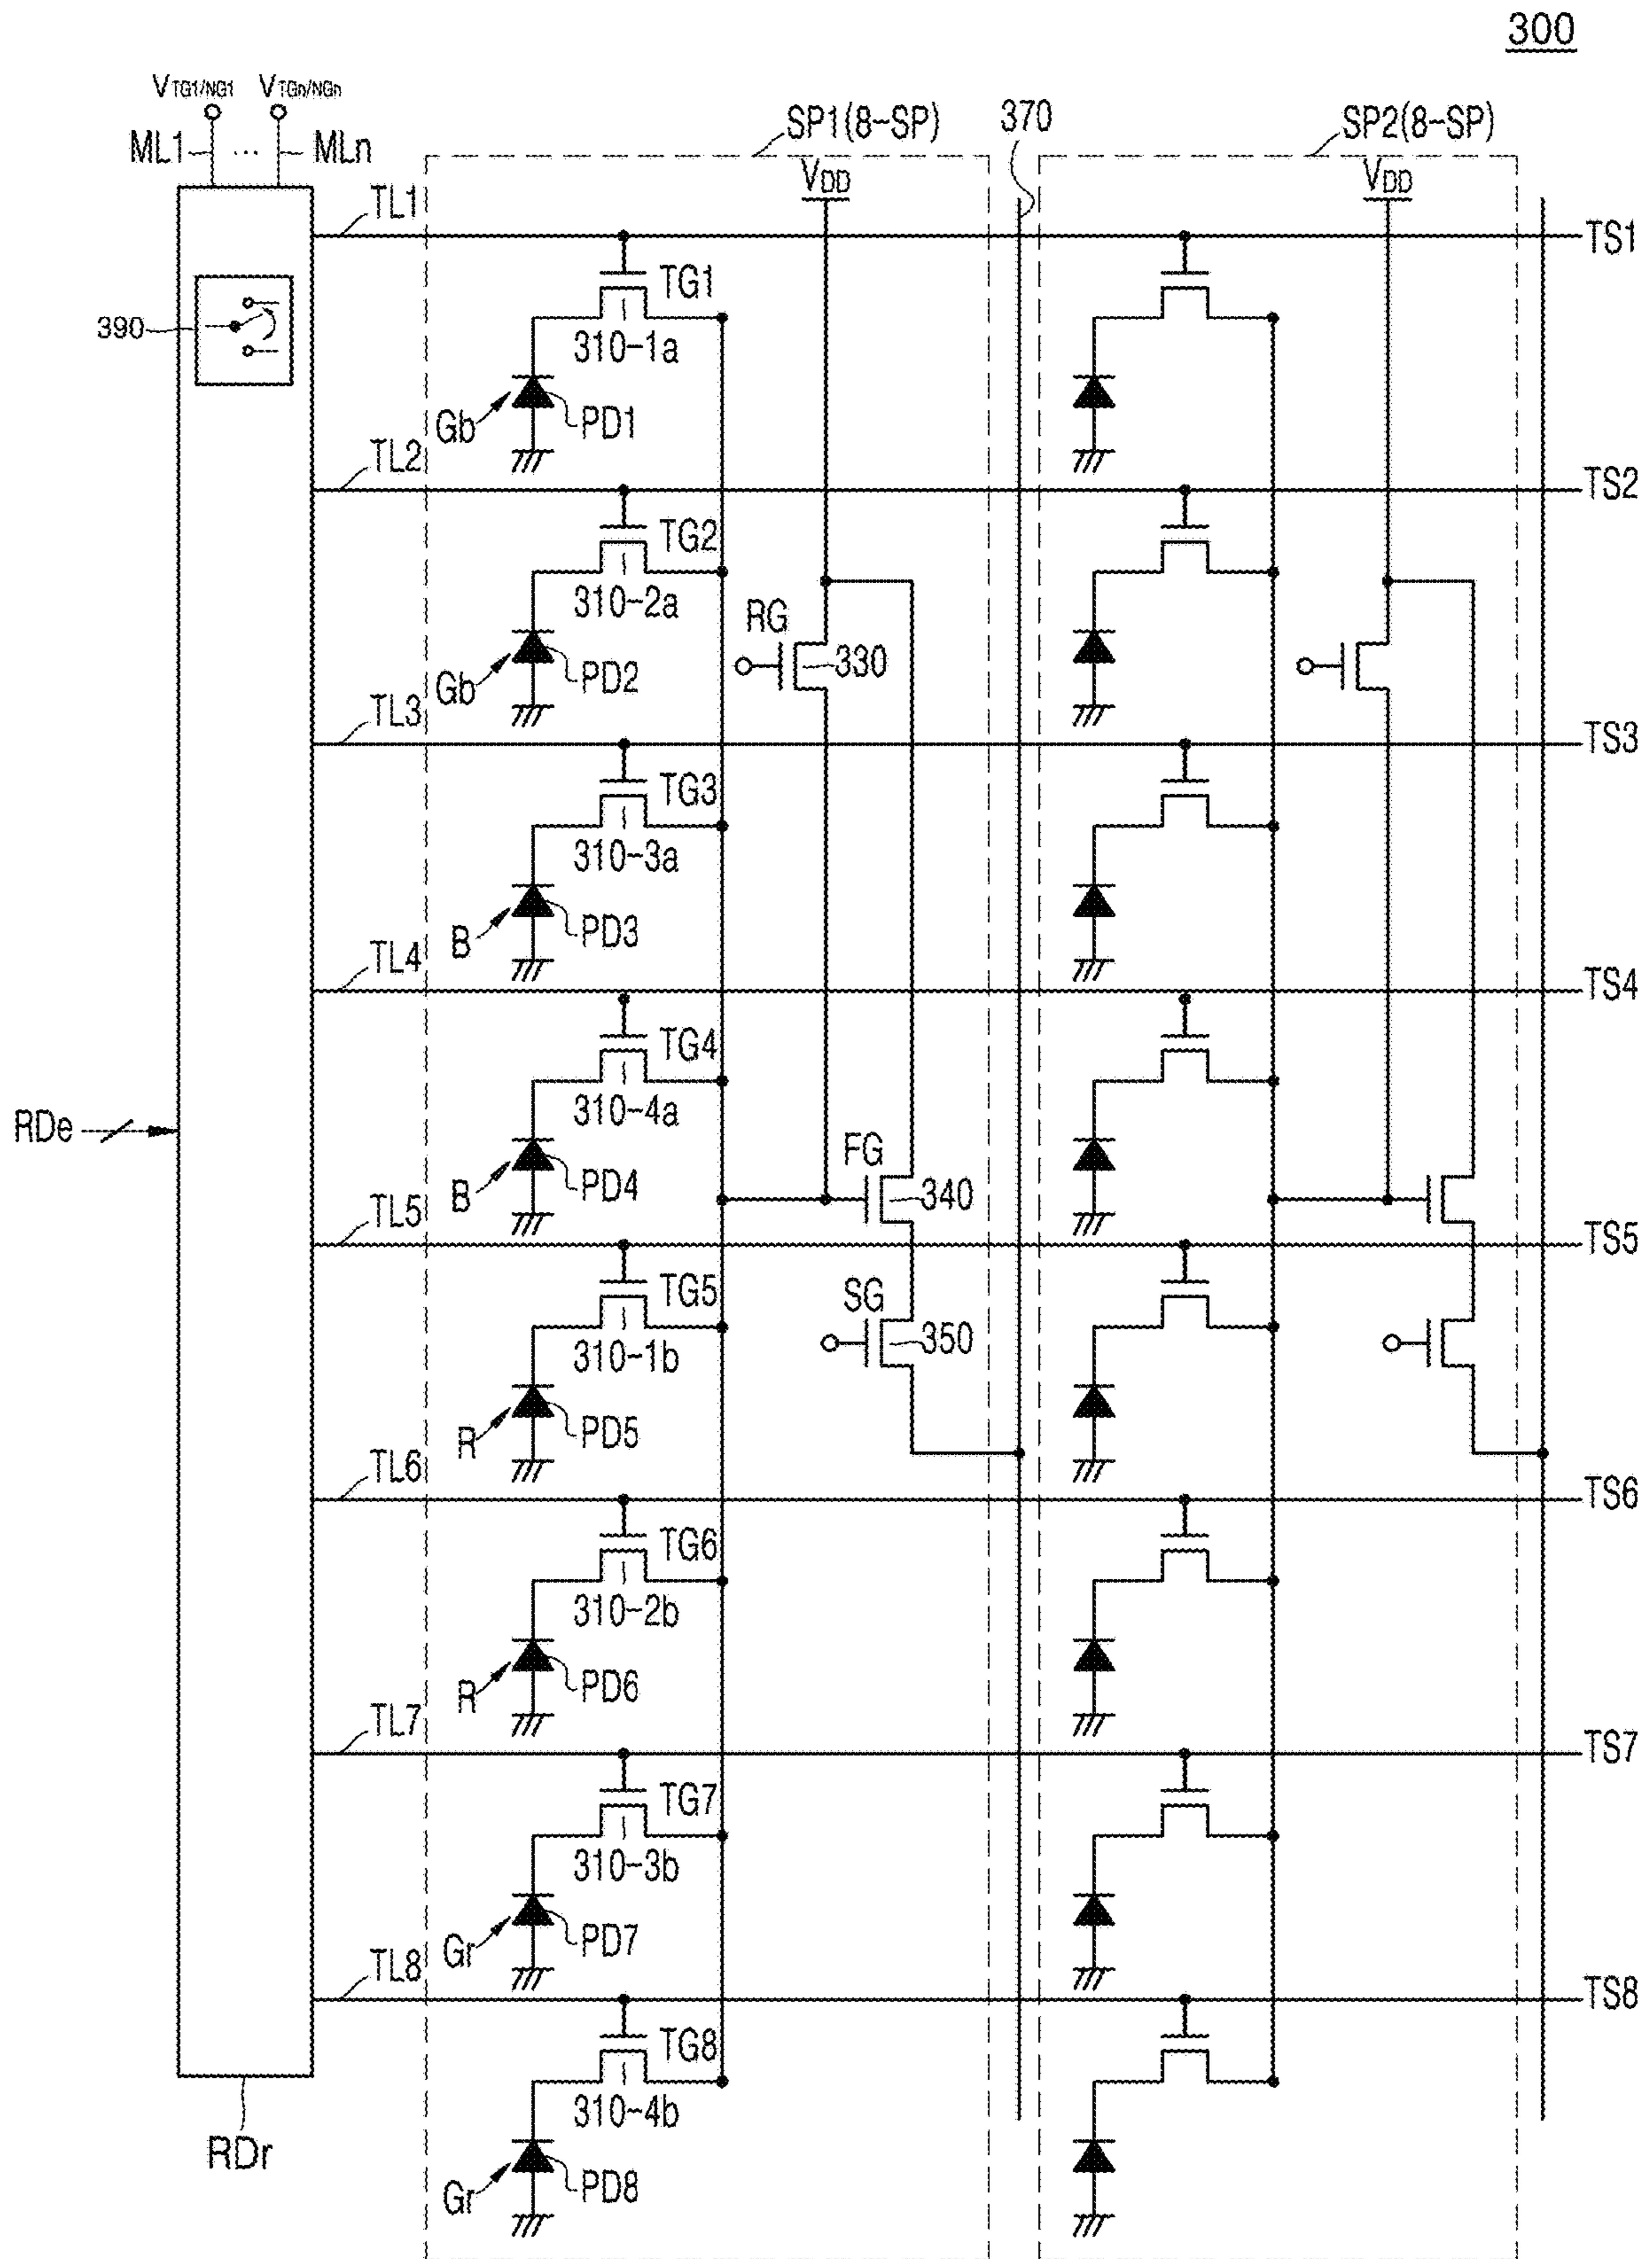 300
VTG1/NG1 VTGn/NGn
ML1 ... MLn
SP1(8-SP) 370 SP2(8-SP)
VDD VDD
TL1 TS1
TG1
390
310-1a
Gb PD1
TL2 TS2
TG2
310-2a
RG
330
Gb PD2
TL3 TS3
TG3
310-3a
B PD3
TL4 TS4
TG4
310-4a
RDe
FG
B PD4 340
TL5 TS5
TG5 SG
310-1b 350
R PD5
TL6 TS6
TG6
310-2b
R PD6
TL7 TS7
TG7
310-3b
Gr PD7
TL8 TS8
TG8
310-4b
RDr
Gr PD8